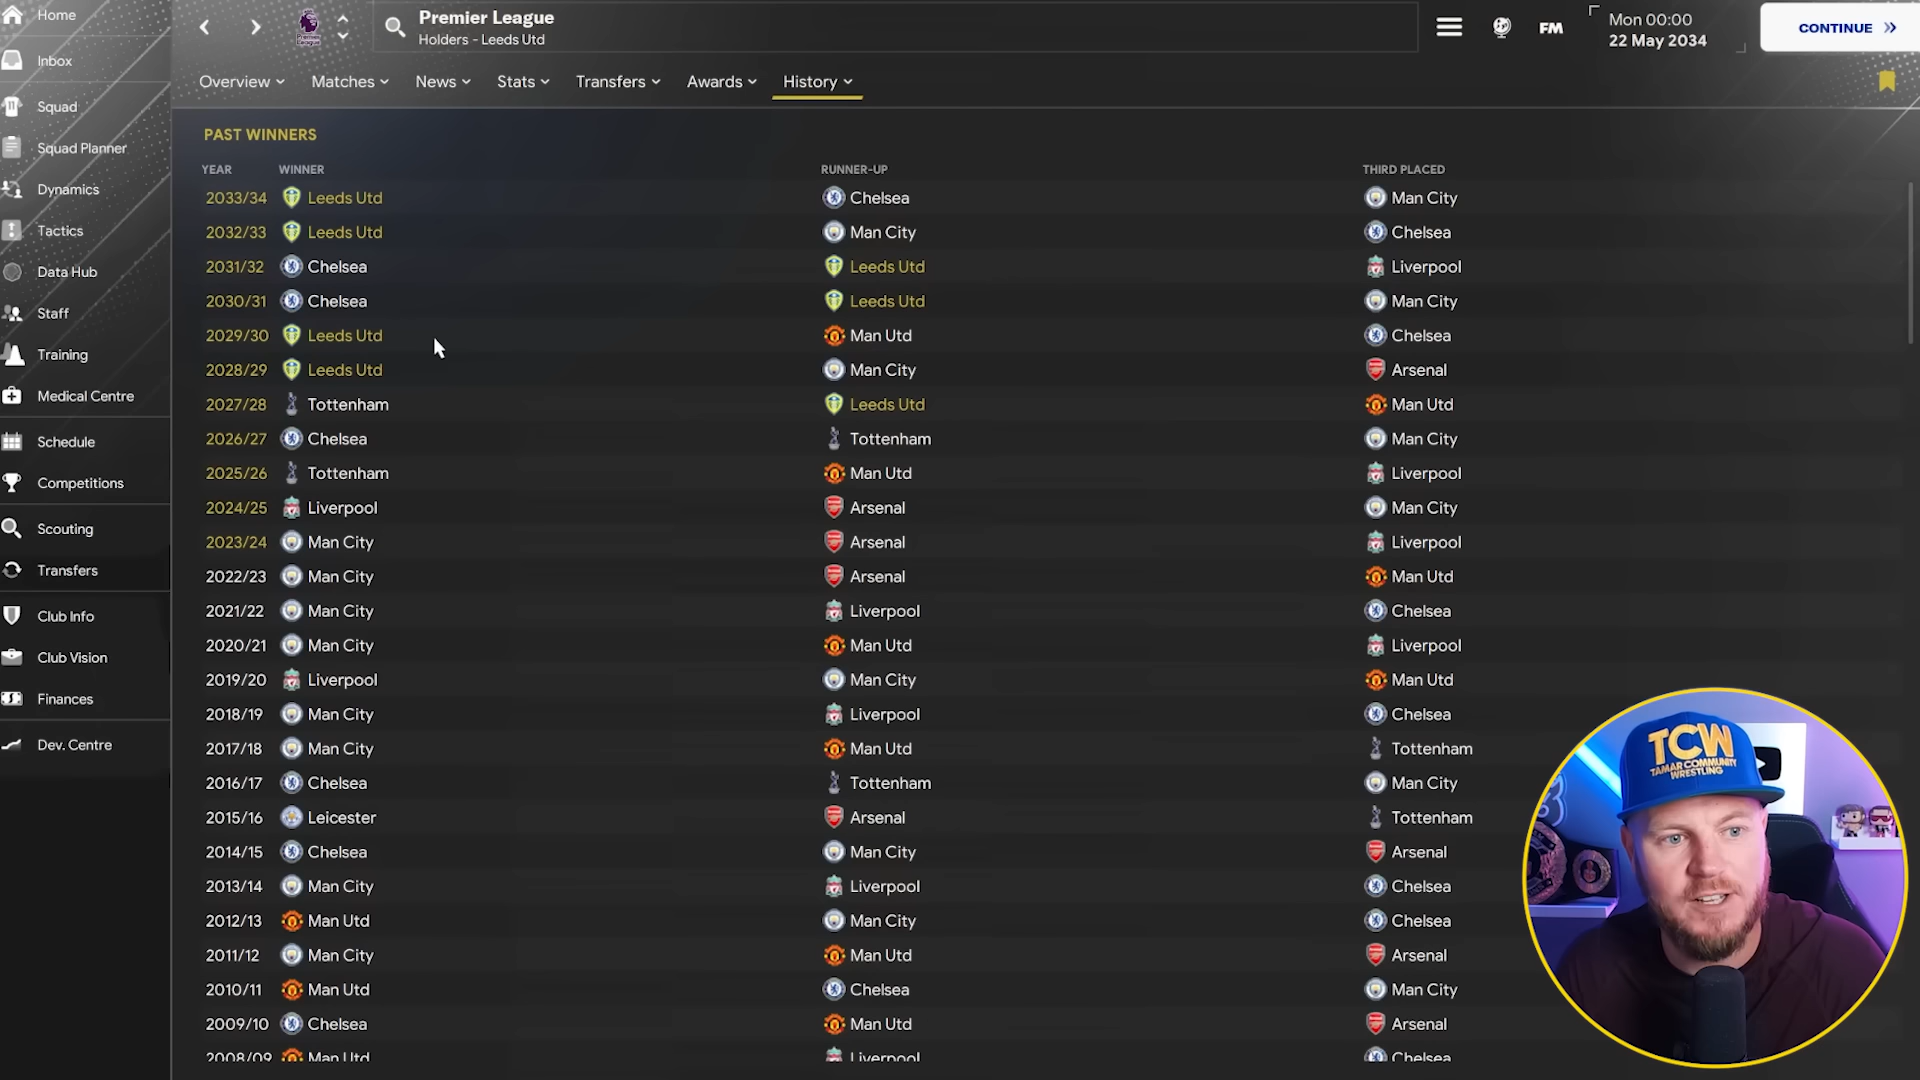 Home
Inbox
Squad
Squad Planner
Dynamics
Tactics
Data Hub
Staff
Training
Medical Centre
Schedule
Competitions
Scouting
Transfers
Club Info
Club Vision
Finances
Dev. Centre
Premier League
Holders - Leeds Utd
FM
Mon 00:00
22 May 2034
CONTINUE
Overview Matches News Stats Transfers Awards History
PAST WINNERS
YEAR WINNER RUNNER-UP THIRD PLACED
2033/34 Leeds Utd Chelsea Man City
2032/33 Leeds Utd Man City Chelsea
2031/32 Chelsea Leeds Utd Liverpool
2030/31 Chelsea Leeds Utd Man City
2029/30 Leeds Utd Man Utd Chelsea
2028/29 Leeds Utd Man City Arsenal
2027/28 Tottenham Leeds Utd Man Utd
2026/27 Chelsea Tottenham Man City
2025/26 Tottenham Man Utd Liverpool
2024/25 Liverpool Arsenal Man City
2023/24 Man City Arsenal Liverpool
2022/23 Man City Arsenal Man Utd
2021/22 Man City Liverpool Chelsea
2020/21 Man City Man Utd Liverpool
2019/20 Liverpool Man City Man Utd
2018/19 Man City Liverpool Chelsea
2017/18 Man City Man Utd Tottenham
2016/17 Chelsea Tottenham Man City
2015/16 Leicester Arsenal Tottenham
2014/15 Chelsea Man City Arsenal
2013/14 Man City Liverpool Chelsea
2012/13 Man Utd Man City Chelsea
2011/12 Man City Man Utd Arsenal
2010/11 Man Utd Chelsea Man City
2009/10 Chelsea Man Utd Arsenal
2008/09 Man Utd Liverpool Chelsea
TCW
TAMAR COMMUNITY
WRESTLING